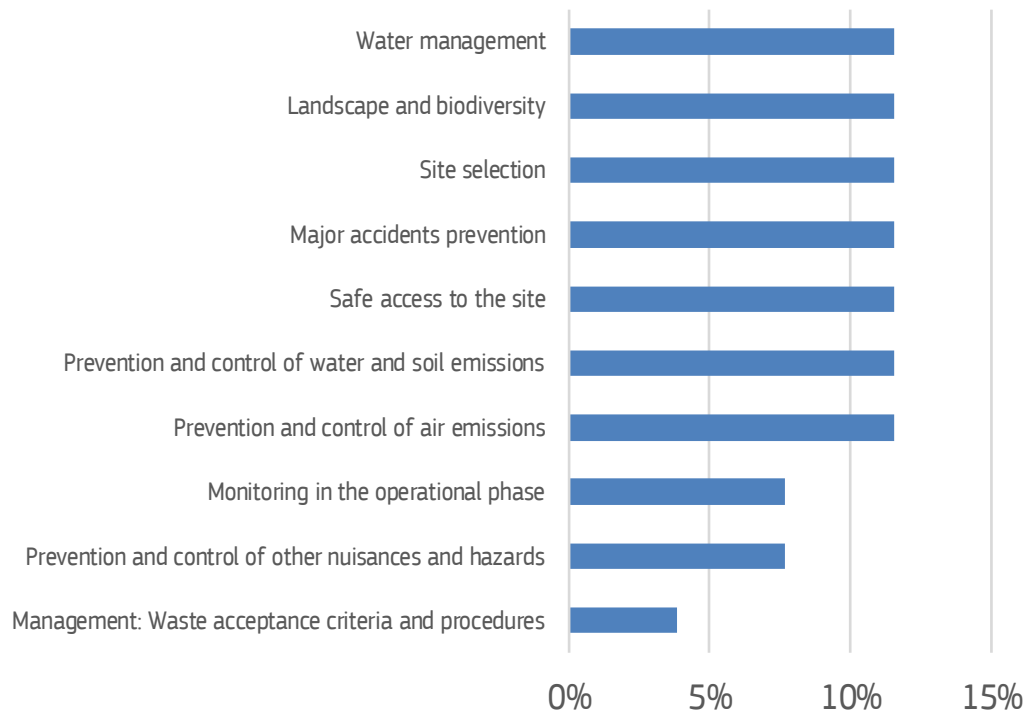 Water management
Landscape and biodiversity
Site selection
Major accidents prevention
Safe access to the site
Prevention and control of water and soil emissions
Prevention and control of air emissions
Monitoring in the operational phase
Prevention and control of other nuisances and hazards
Management: Waste acceptance criteria and procedures
0% 5% 10% 15%